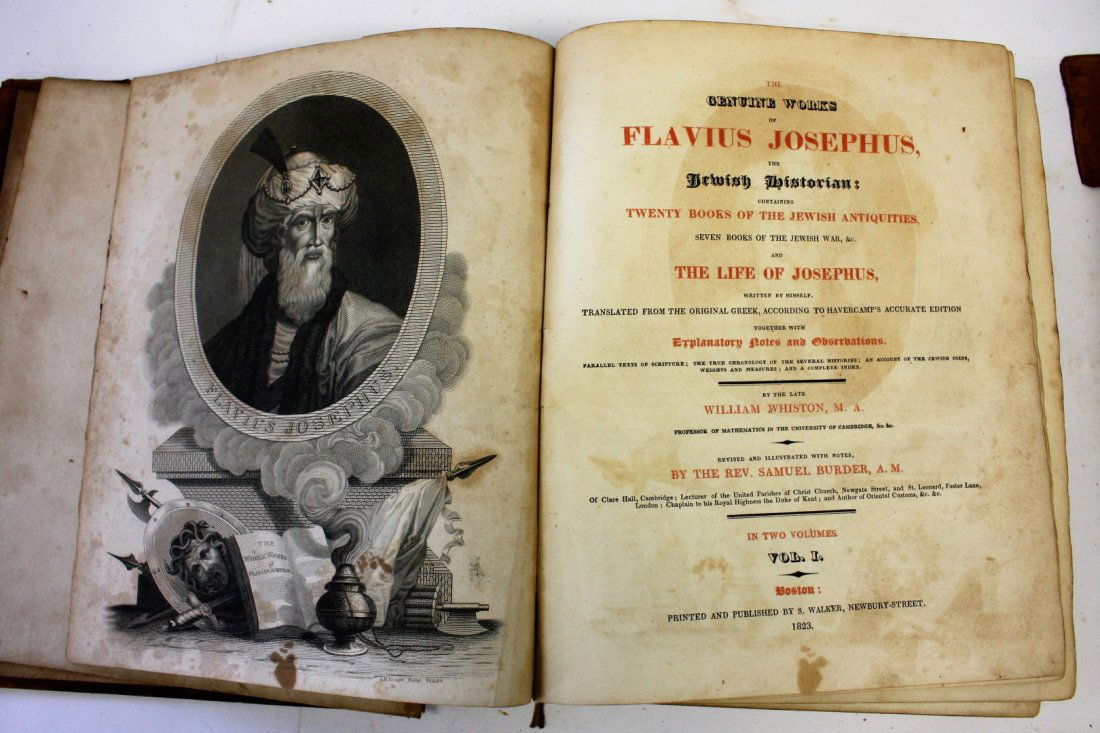 FLAVIUS JOSEPHUS.
THE
WHOLE WORKS
of
FLAVIUS JOSEPHUS
THE
GENUINE WORKS
OF
FLAVIUS JOSEPHUS,
THE
Jewish Historian:
CONTAINING
TWENTY BOOKS OF THE JEWISH ANTIQUITIES,
SEVEN BOOKS OF THE JEWISH WAR, &c.
AND
THE LIFE OF JOSEPHUS,
WRITTEN BY HIMSELF.
TRANSLATED FROM THE ORIGINAL GREEK, ACCORDING TO HAVERCAMP'S ACCURATE EDITION
TOGETHER WITH
Explanatory Notes and Observations.
PARALLEL TEXTS OF SCRIPTURE; THE TRUE CHRONOLOGY OF THE SEVERAL HISTORIES; AN ACCOUNT OF THE JEWISH COINS,
WEIGHTS AND MEASURES; AND A COMPLETE INDEX.
BY THE LATE
WILLIAM WHISTON, M. A.
PROFESSOR OF MATHEMATICS IN THE UNIVERSITY OF CAMBRIDGE, &c. &c.
REVISED AND ILLUSTRATED WITH NOTES,
BY THE REV. SAMUEL BURDER, A. M.
Of Clare Hall, Cambridge; Lecturer of the United Parishes of Christ Church, Newgate Street, and St. Leonard, Foster Lane,
London; Chaplain to his Royal Highness the Duke of Kent; and Author of Oriental Customs, &c. &c.
IN TWO VOLUMES.
VOL. I.
Boston:
PRINTED AND PUBLISHED BY S. WALKER, NEWBURY-STREET.
1823.